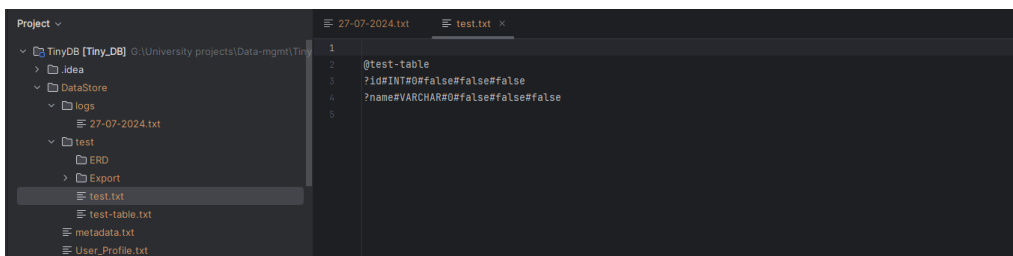 Project
TinyDB [Tiny_DB] G:\University projects\Data-mgmt\Tiny
.idea
DataStore
logs
27-07-2024.txt
test
ERD
Export
test.txt
test-table.txt
metadata.txt
User_Profile.txt
27-07-2024.txt test.txt ×
1
2 @test-table
3 ?id#INT#0#false#false#false
4 ?name#VARCHAR#0#false#false#false
5